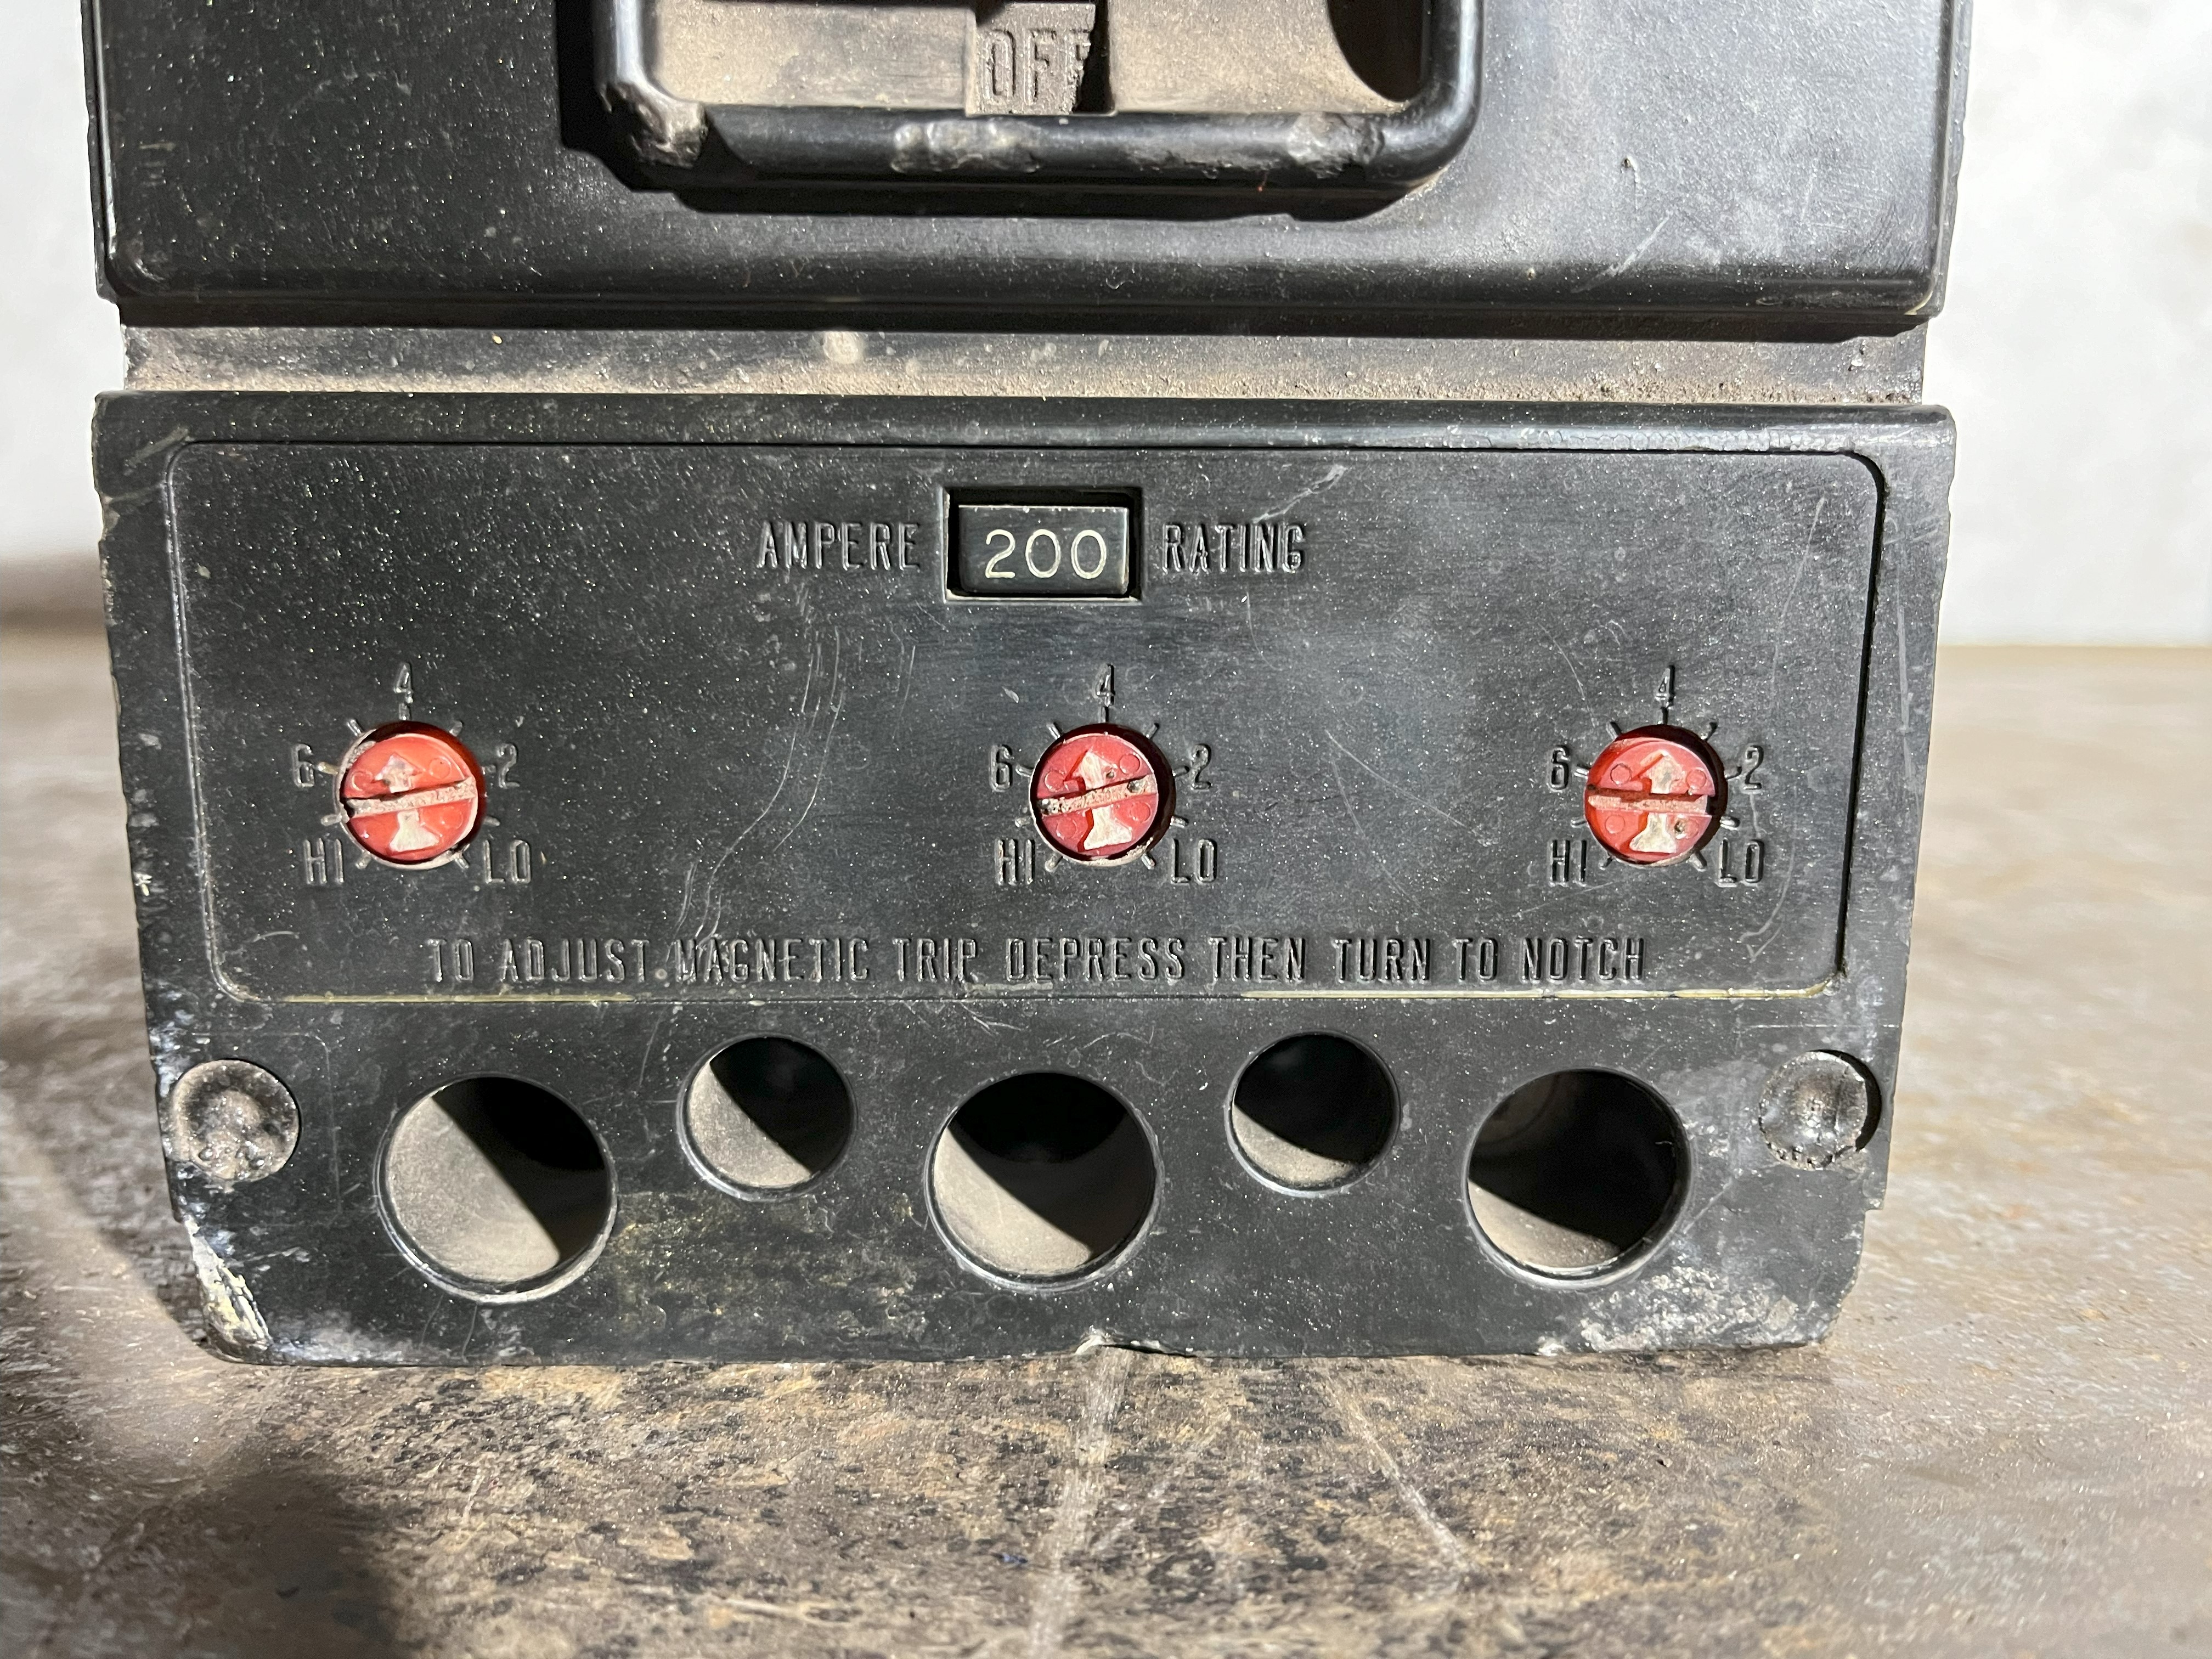 OFF
AMPERE 200 RATING
4 4 4
6 2 6 2 6 2
HI LO HI LO HI LO
TO ADJUST MAGNETIC TRIP DEPRESS THEN TURN TO NOTCH